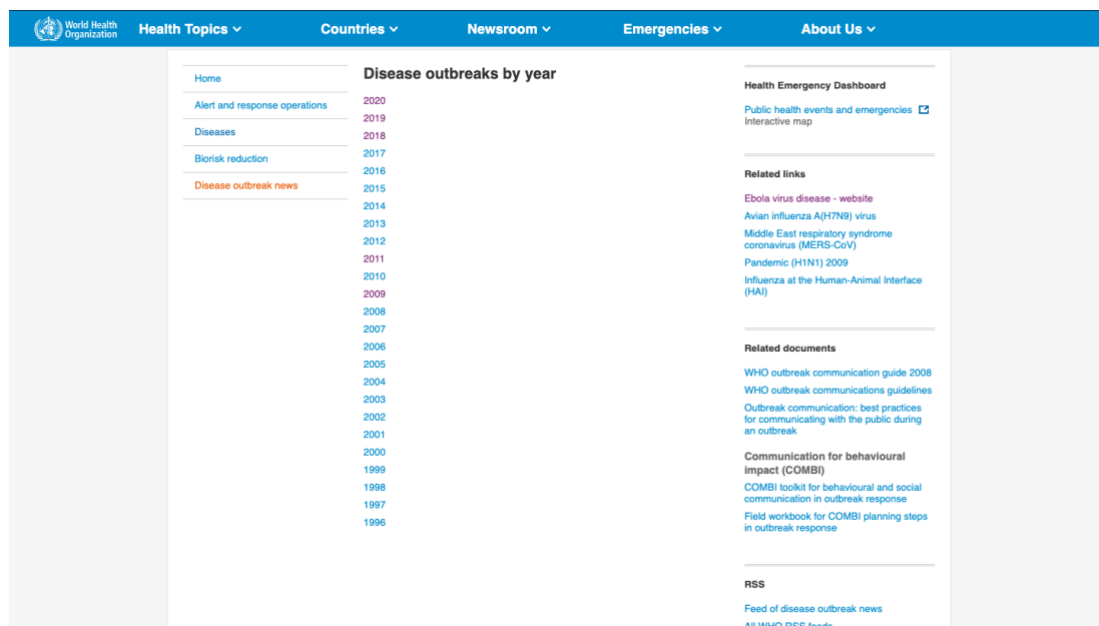 World Health
Organization
Health Topics
Countries
Newsroom
Emergencies
About Us
Home
Alert and response operations
Diseases
Biorisk reduction
Disease outbreak news
Disease outbreaks by year
2020
2019
2018
2017
2016
2015
2014
2013
2012
2011
2010
2009
2008
2007
2006
2005
2004
2003
2002
2001
2000
1999
1998
1997
1996
Health Emergency Dashboard
Public health events and emergencies
Interactive map
Related links
Ebola virus disease - website
Avian influenza A(H7N9) virus
Middle East respiratory syndrome
coronavirus (MERS-CoV)
Pandemic (H1N1) 2009
Influenza at the Human-Animal Interface
(HAI)
Related documents
WHO outbreak communication guide 2008
WHO outbreak communications guidelines
Outbreak communication: best practices
for communicating with the public during
an outbreak
Communication for behavioural
impact (COMBI)
COMBI toolkit for behavioural and social
communication in outbreak response
Field workbook for COMBI planning steps
in outbreak response
RSS
Feed of disease outbreak news
All WHO RSS feeds